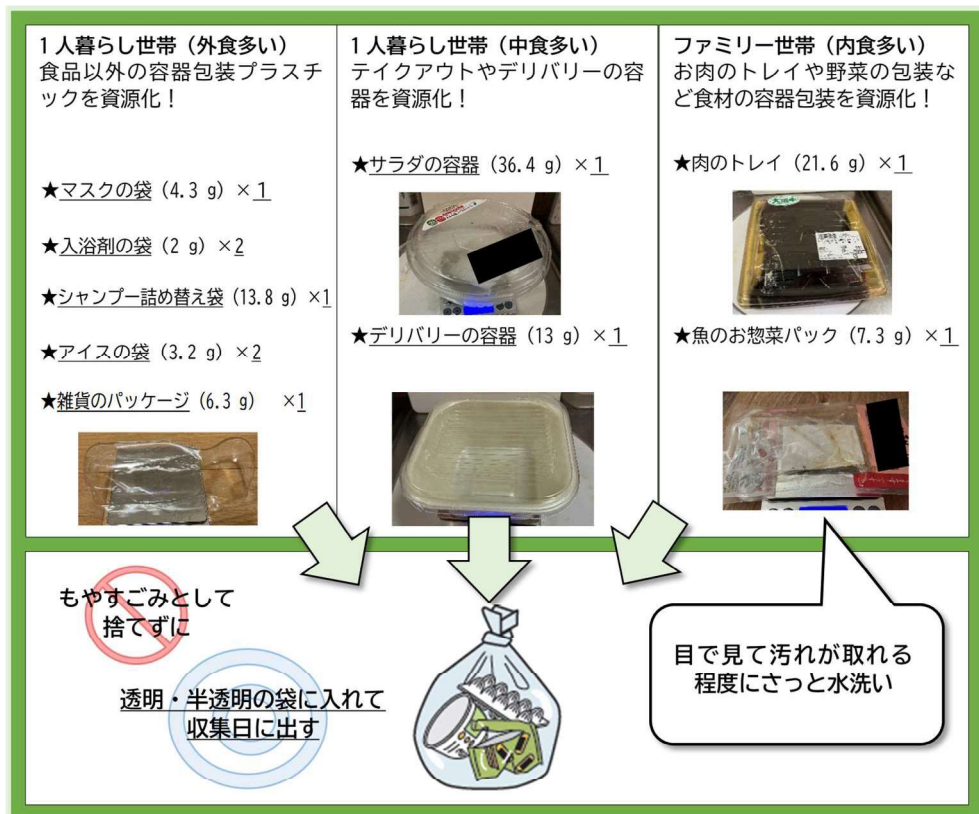 1人暮らし世帯（外食多い）
食品以外の容器包装プラスチ
ックを資源化！
★マスクの袋（4.3 g）×1
★入浴剤の袋（2 g）×2
★シャンプー詰め替え袋（13.8 g）×1
★アイスの袋（3.2 g）×2
★雑貨のパッケージ（6.3 g）　×1
1人暮らし世帯（中食多い）
テイクアウトやデリバリーの容
器を資源化！
★サラダの容器（36.4 g）×1
★デリバリーの容器（13 g）×1
ファミリー世帯（内食多い）
お肉のトレイや野菜の包装な
ど食材の容器包装を資源化！
★肉のトレイ（21.6 g）×1
★魚のお惣菜パック（7.3 g）×1
もやすごみとして
捨てずに
透明・半透明の袋に入れて
収集日に出す
目で見て汚れが取れる
程度にさっと水洗い